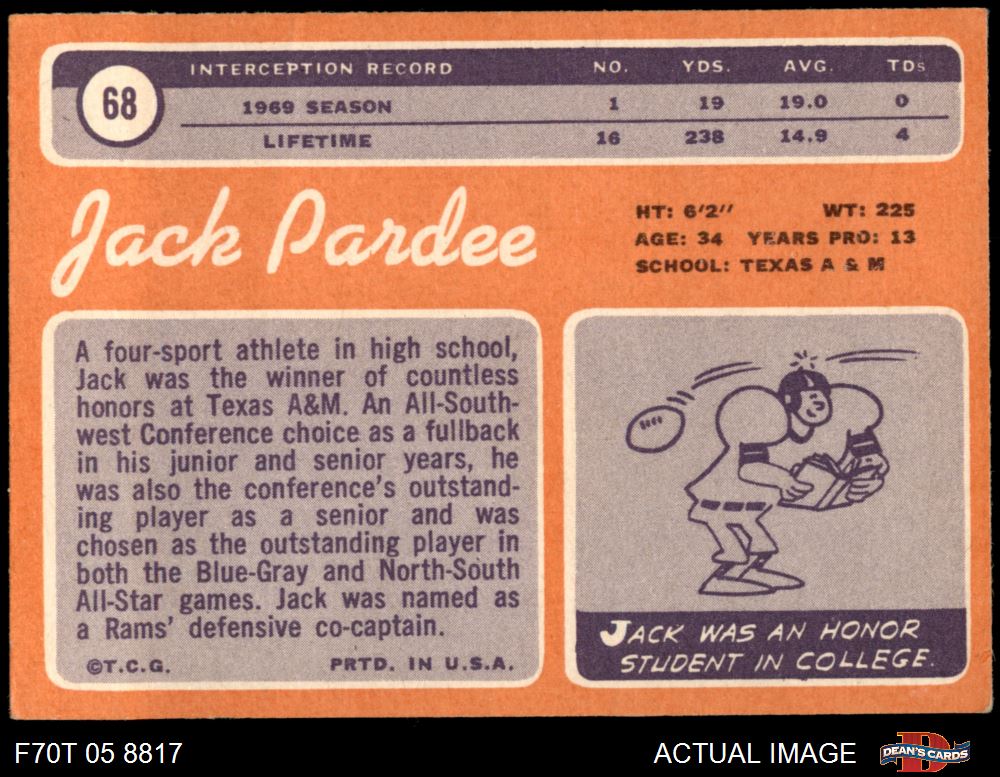 68
INTERCEPTION RECORD NO. YDS. AVG. TDs
1969 SEASON 1 19 19.0 0
LIFETIME 16 238 14.9 4
Jack Pardee
HT: 6'2" WT: 225
AGE: 34 YEARS PRO: 13
SCHOOL: TEXAS A & M
A four-sport athlete in high school,
Jack was the winner of countless
honors at Texas A&M. An All-South-
west Conference choice as a fullback
in his junior and senior years, he
was also the conference's outstand-
ing player as a senior and was
chosen as the outstanding player in
both the Blue-Gray and North-South
All-Star games. Jack was named as
a Rams' defensive co-captain.
©T.C.G. PRTD. IN U.S.A.
JACK WAS AN HONOR
STUDENT IN COLLEGE.
F70T 05 8817
ACTUAL IMAGE
DEAN'S CARDS